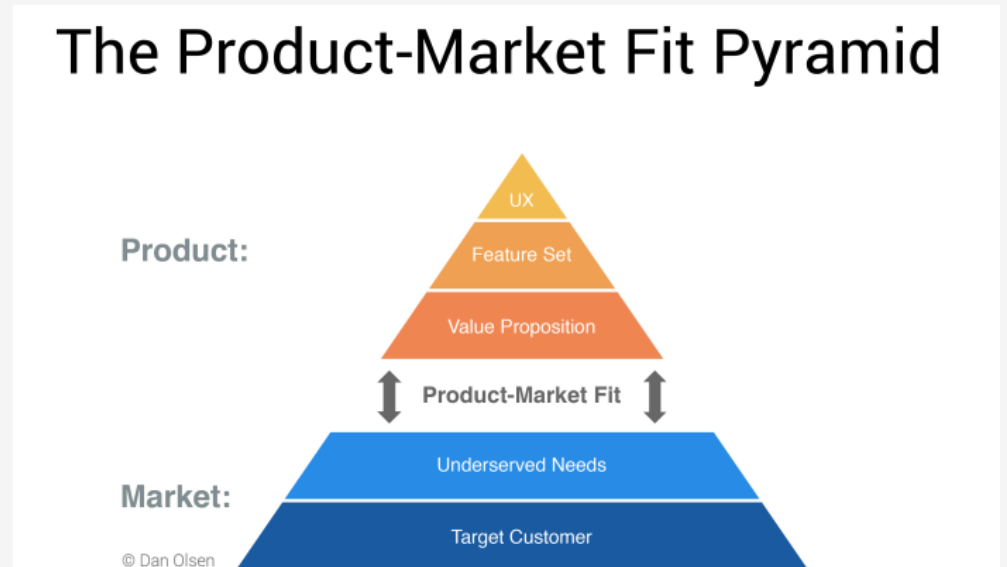 The Product-Market Fit Pyramid
UX
Product:
Feature Set
Value Proposition
Product-Market Fit
Underserved Needs
Market:
Target Customer
© Dan Olsen